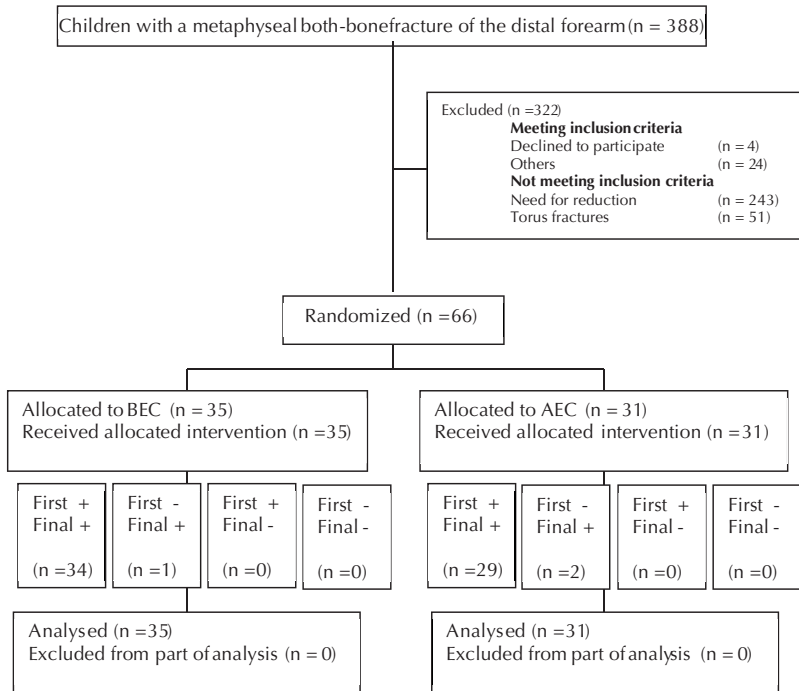 Children with a metaphyseal both-bonefracture of the distal forearm (n = 388)
Excluded (n =322)
Meeting inclusion criteria
Declined to participate (n = 4)
Others (n = 24)
Not meeting inclusion criteria
Need for reduction (n = 243)
Torus fractures (n = 51)
Randomized (n =66)
Allocated to BEC (n = 35)
Received allocated intervention (n =35)
Allocated to AEC (n = 31)
Received allocated intervention (n =31)
First +
Final +
(n =34)
First -
Final +
(n =1)
First +
Final -
(n =0)
First -
Final -
(n =0)
First +
Final +
(n =29)
First -
Final +
(n =2)
First +
Final -
(n =0)
First -
Final -
(n =0)
Analysed (n =35)
Excluded from part of analysis (n = 0)
Analysed (n =31)
Excluded from part of analysis (n = 0)